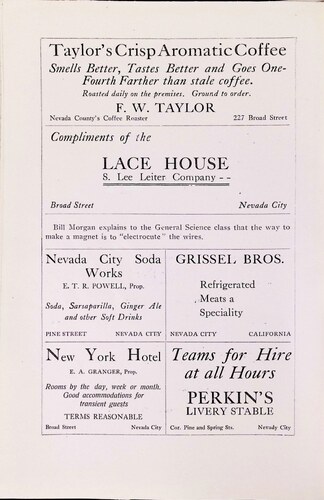 Taylor's Crisp Aromatic Coffee
Smells Better, Tastes Better and Goes One-
Fourth Farther than stale coffee.
Roasted daily on the premises. Ground to order.
F. W. TAYLOR
Nevada County's Coffee Roaster 227 Broad Street
Compliments of the
LACE HOUSE
S. Lee Leiter Company - -
Broad Street Nevada City
Bill Morgan explains to the General Science class that the way to
make a magnet is to "electrocute" the wires.
Nevada City Soda
Works
E. T. R. POWELL, Prop.
Soda, Sarsaparilla, Ginger Ale
and other Soft Drinks
PINE STREET NEVADA CITY
GRISSEL BROS.
Refrigerated
Meats a
Speciality
NEVADA CITY CALIFORNIA
New York Hotel
E. A. GRANGER, Prop.
Rooms by the day, week or month.
Good accommodations for
transient guests
TERMS REASONABLE
Broad Street Nevada City
Teams for Hire
at all Hours
PERKIN'S
LIVERY STABLE
Cor. Pine and Spring Sts. Nevady City